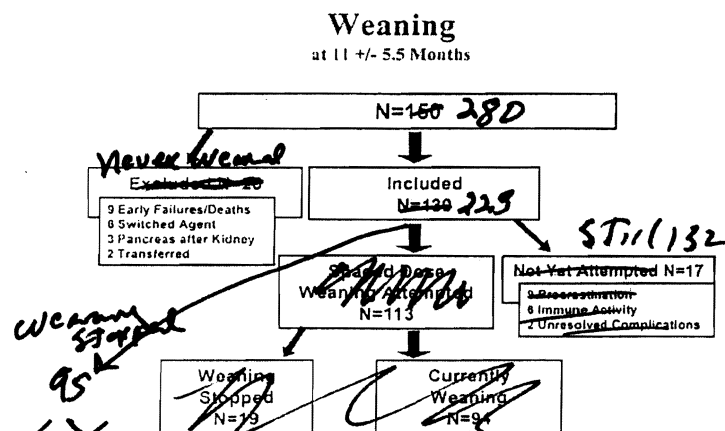 Weaning
at 11 +/- 5.5 Months
N=150 280
Never Weaned
Excluded N=20
9 Early Failures/Deaths
6 Switched Agent
3 Pancreas after Kidney
2 Transferred
Included
N=130 223
Still 132
Not Yet Attempted N=17
9 Procrastination
6 Immune Activity
2 Unresolved Complications
Spaced Dose
Weaning Attempted
N=113
Weaning
Stopped
95
Weaning
Stopped
N=19
Currently
Weaning
N=94